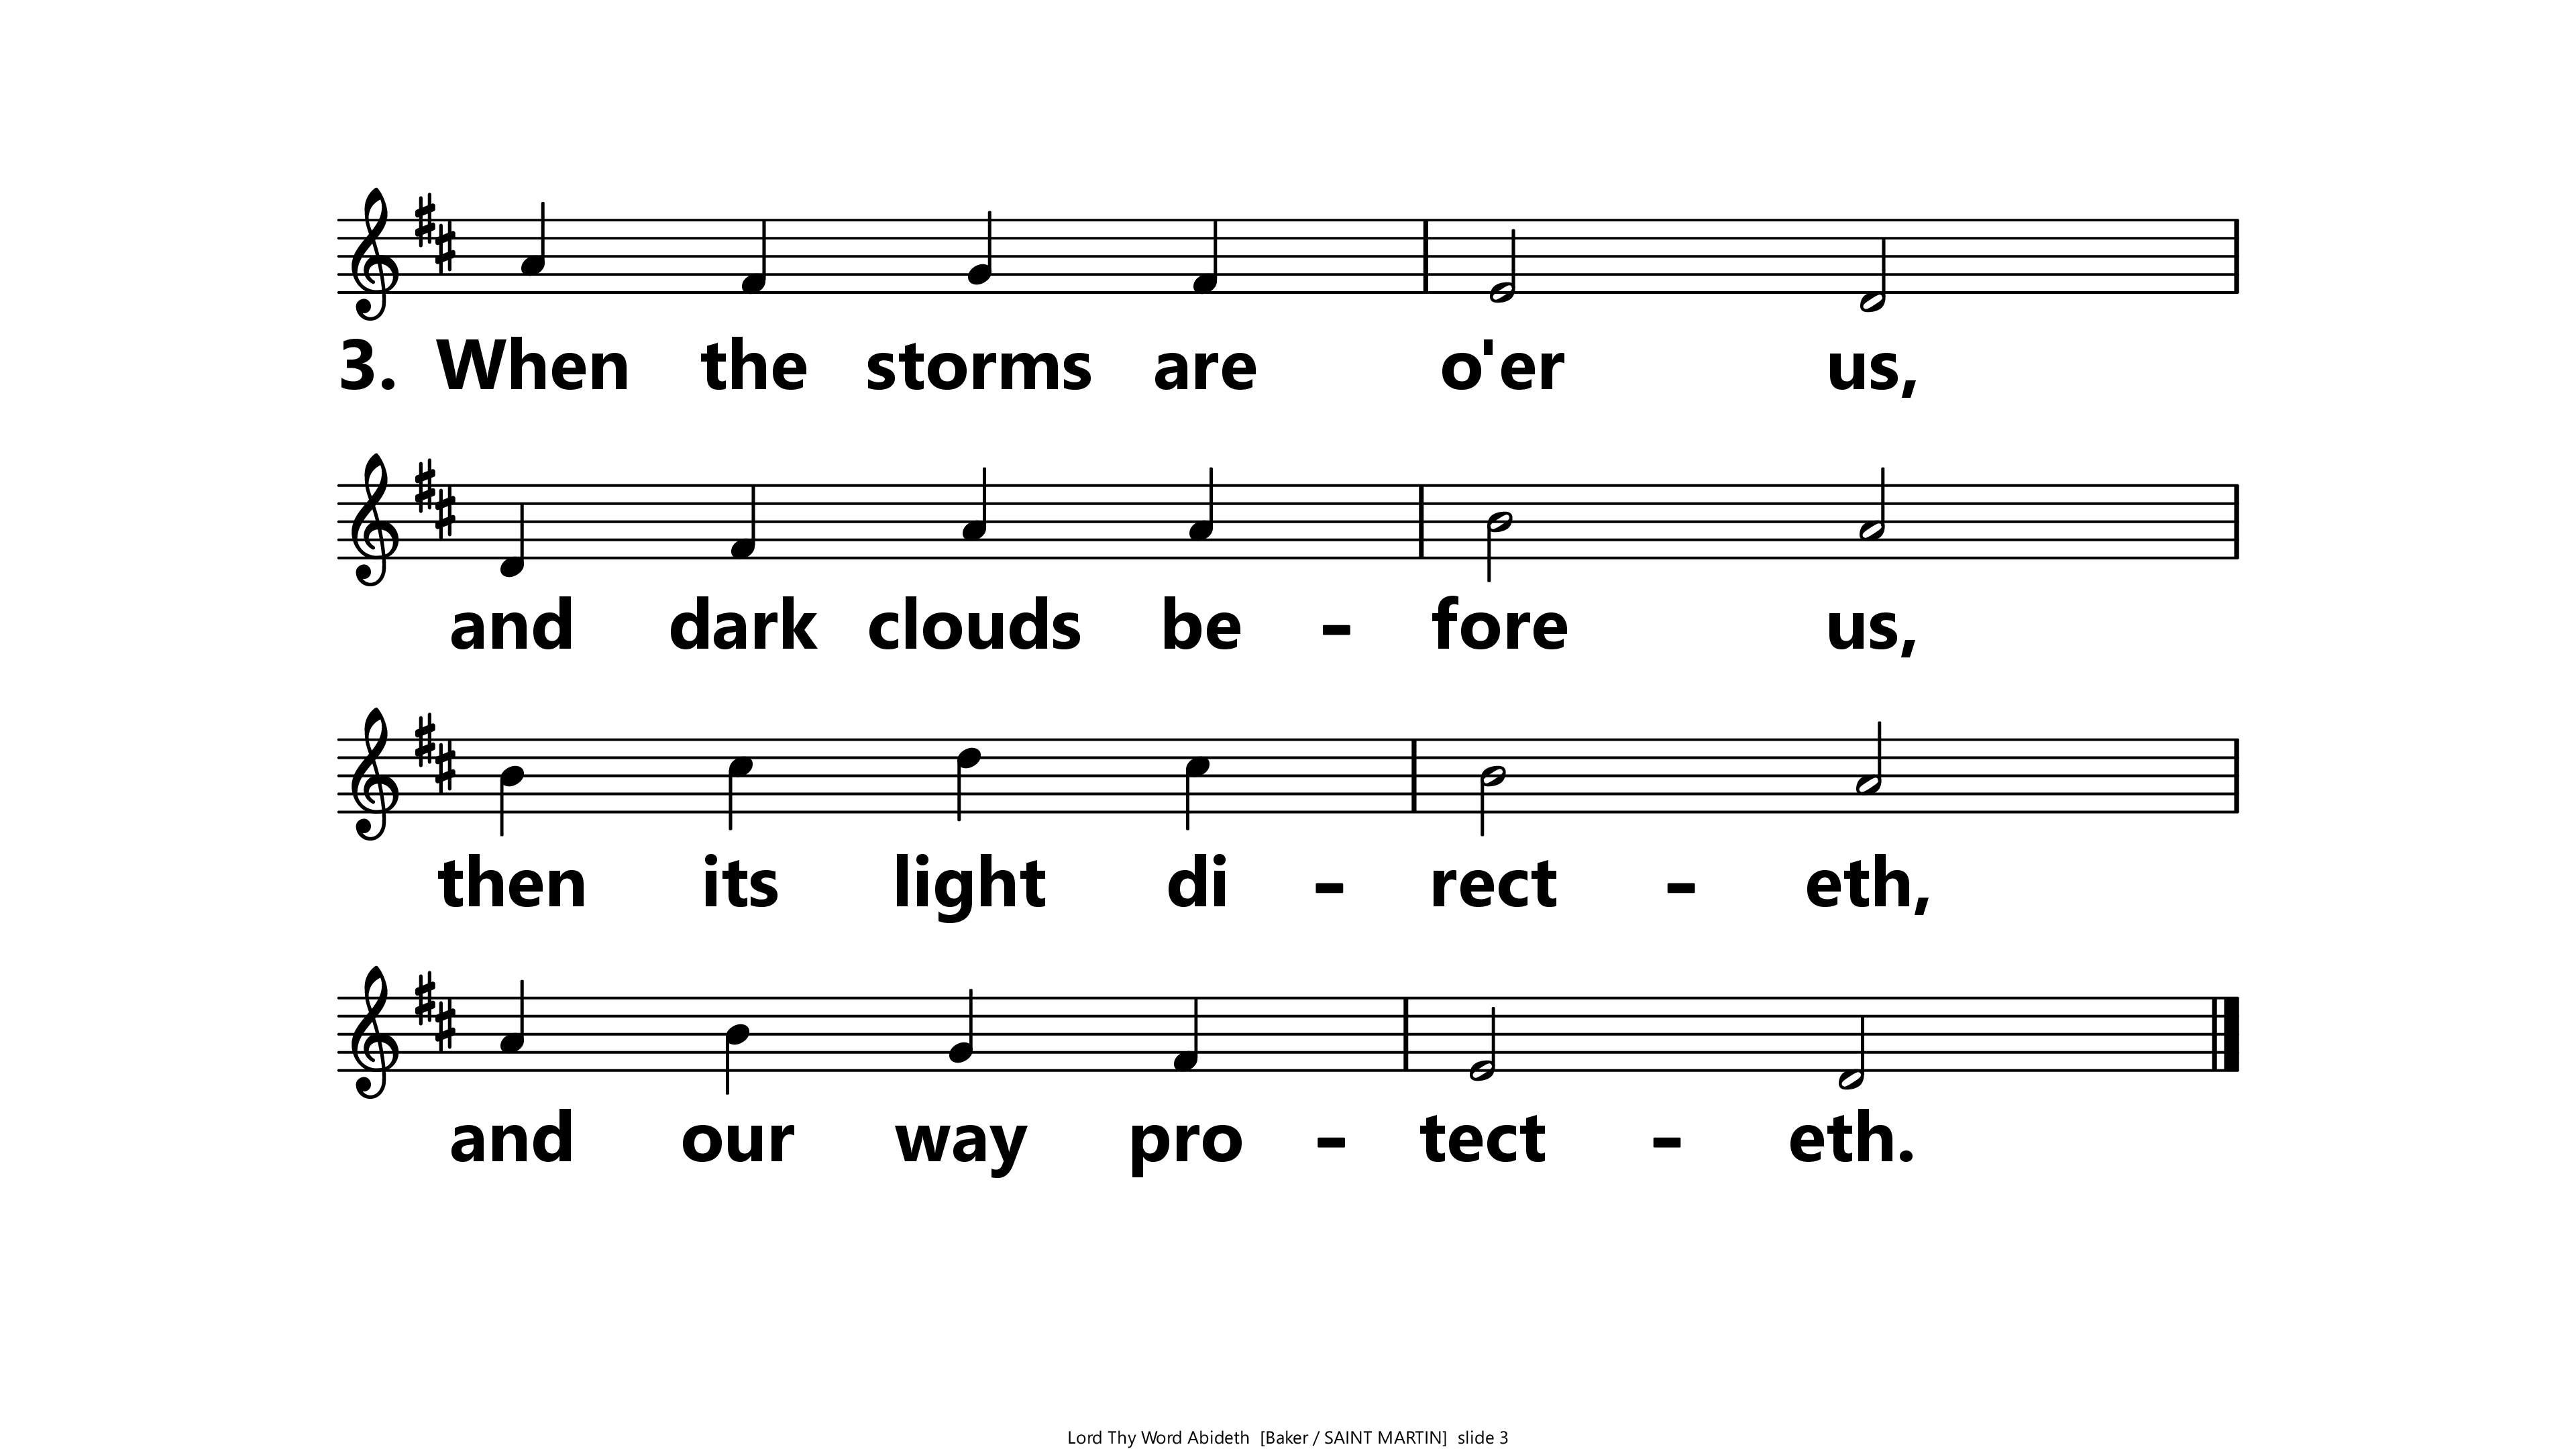 3. When the storms are o'er us,
and dark clouds be - fore us,
then its light di - rect - eth,
and our way pro - tect - eth.
Lord Thy Word Abideth [Baker / SAINT MARTIN] slide 3